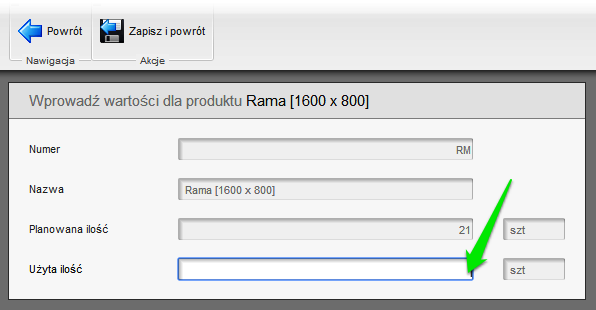 Powrót
Zapisz i powrót
Nawigacja
Akcje
Wprowadź wartości dla produktu Rama [1600 x 800]
Numer
RM
Nazwa
Rama [1600 x 800]
Planowana ilość
21
szt
Użyta ilość
szt